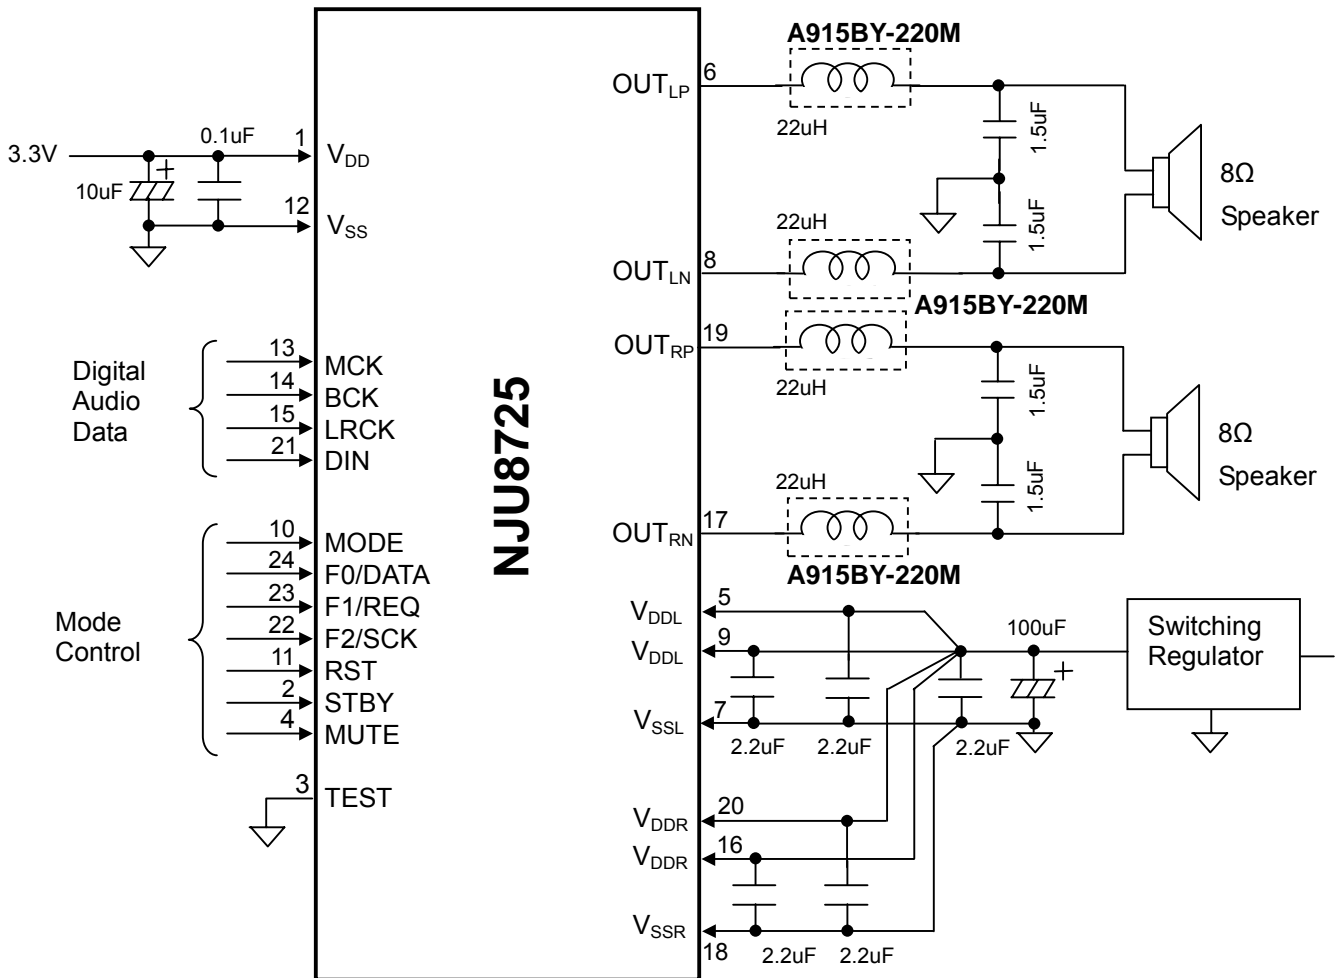 A915BY-220M
OUTLP
6
22uH
1.5uF
3.3V
0.1uF
1
VDD
10uF
+
12
VSS
8Ω
Speaker
22uH
1.5uF
OUTLN
8
A915BY-220M
OUTRP
19
22uH
1.5uF
Digital
Audio
Data
13
MCK
14
BCK
15
LRCK
21
DIN
NJU8725
8Ω
Speaker
22uH
1.5uF
OUTRN
17
A915BY-220M
Mode
Control
10
MODE
24
F0/DATA
23
F1/REQ
22
F2/SCK
11
RST
2
STBY
4
MUTE
3
TEST
VDDL
5
VDDL
9
100uF
+
Switching
Regulator
VSSL
7
2.2uF
2.2uF
2.2uF
VDDR
20
VDDR
16
VSSR
18
2.2uF
2.2uF